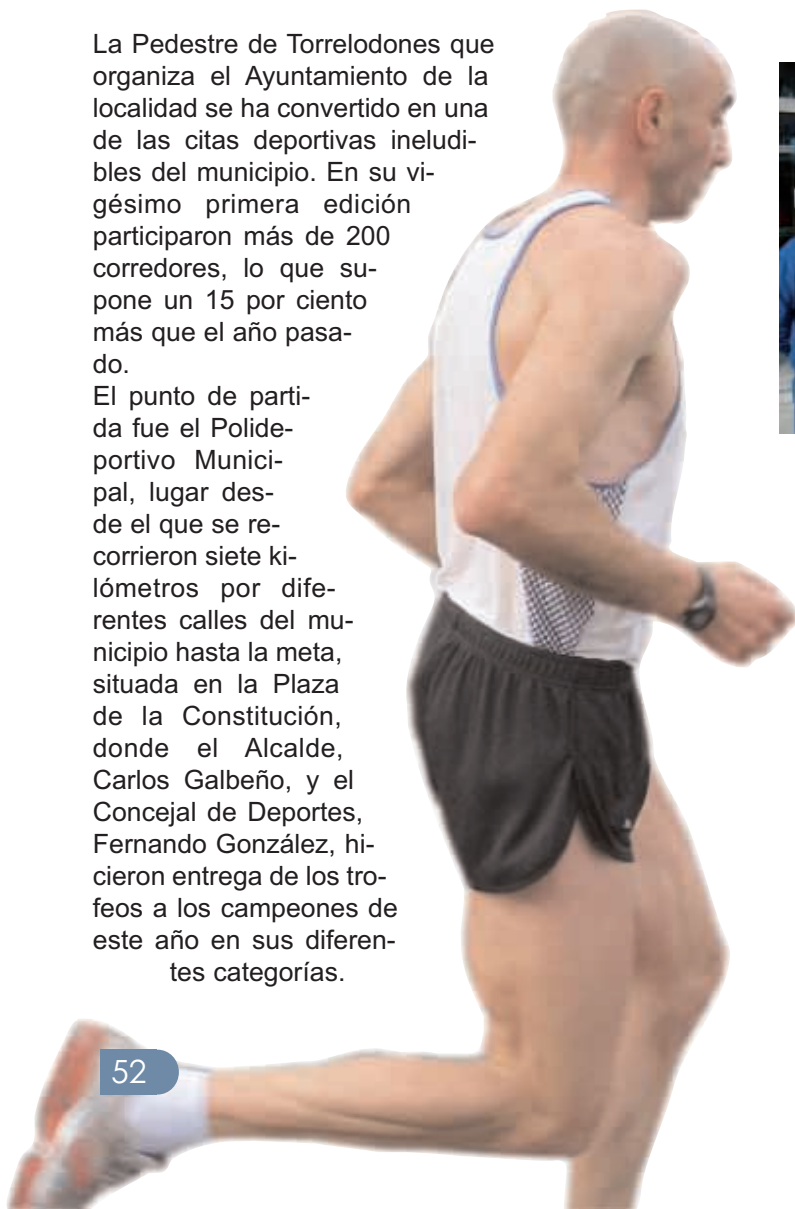 La Pedestre de Torrelodones que
organiza el Ayuntamiento de la
localidad se ha convertido en una
de las citas deportivas ineludi-
bles del municipio. En su vi-
gésimo primera edición
participaron más de 200
corredores, lo que su-
pone un 15 por ciento
más que el año pasa-
do.
El punto de parti-
da fue el Polide-
portivo Munici-
pal, lugar des-
de el que se re-
corrieron siete ki-
lómetros por dife-
rentes calles del mu-
nicipio hasta la meta,
situada en la Plaza
de la Constitución,
donde el Alcalde,
Carlos Galbeño, y el
Concejal de Deportes,
Fernando González, hi-
cieron entrega de los tro-
feos a los campeones de
este año en sus diferen-
tes categorías.
52